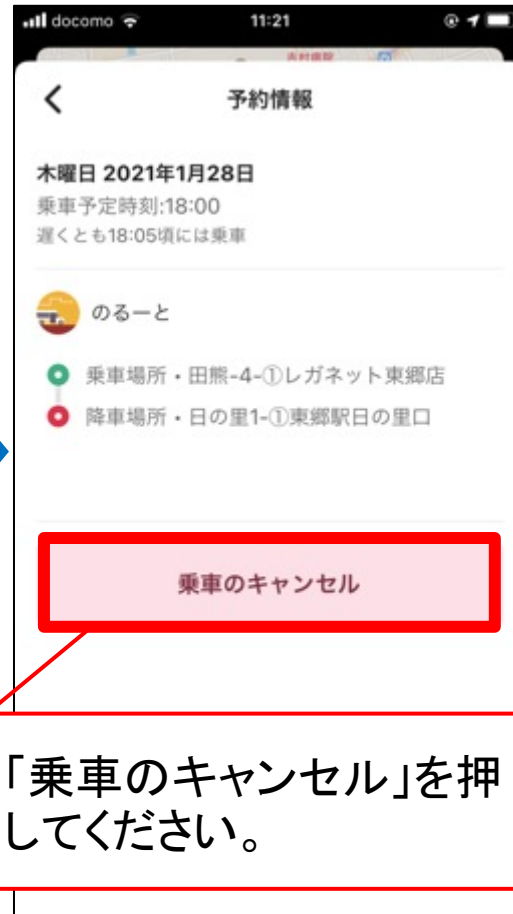 docomo
11:21
予約情報
木曜日 2021年1月28日
乗車予定時刻:18:00
遅くとも18:05頃には乗車
のるーと
乗車場所・田熊-4-①レガネット東郷店
降車場所・日の里1-①東郷駅日の里口
乗車のキャンセル
「乗車のキャンセル」を押
してください。